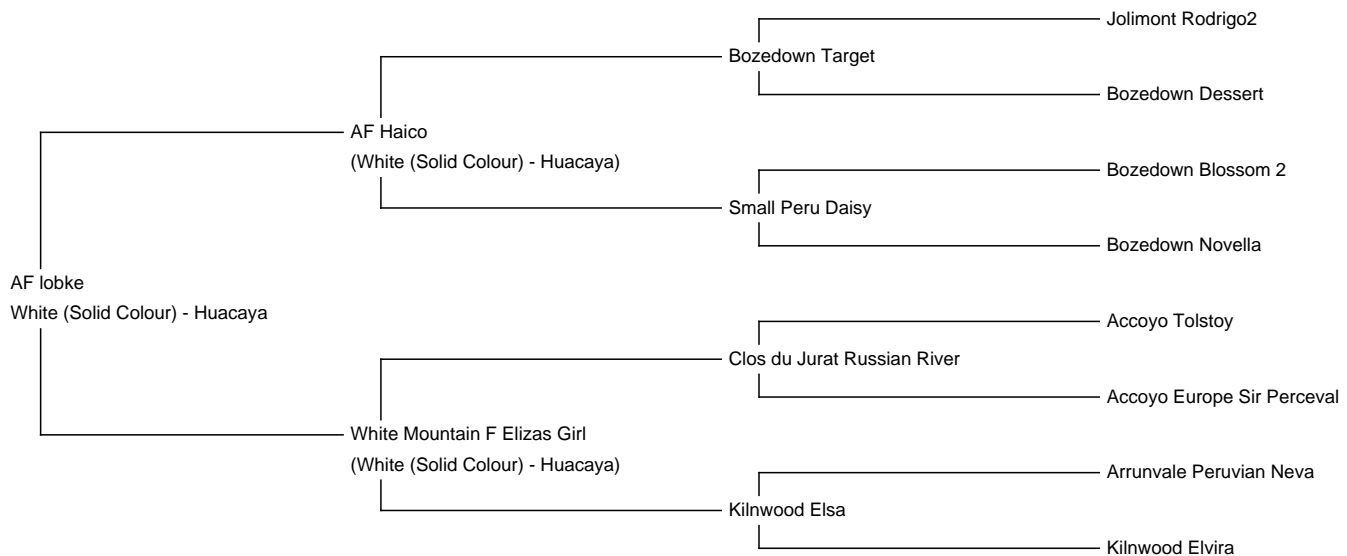 Jolimont Rodrigo2
Bozedown Target
Bozedown Dessert
AF Haico
(White (Solid Colour) - Huacaya)
Bozedown Blossom 2
Small Peru Daisy
Bozedown Novella
AF lobke
White (Solid Colour) - Huacaya
Accoyo Tolstoy
Clos du Jurat Russian River
Accoyo Europe Sir Perceval
White Mountain F Elizas Girl
(White (Solid Colour) - Huacaya)
Arrunvale Peruvian Neva
Kilnwood Elsa
Kilnwood Elvira